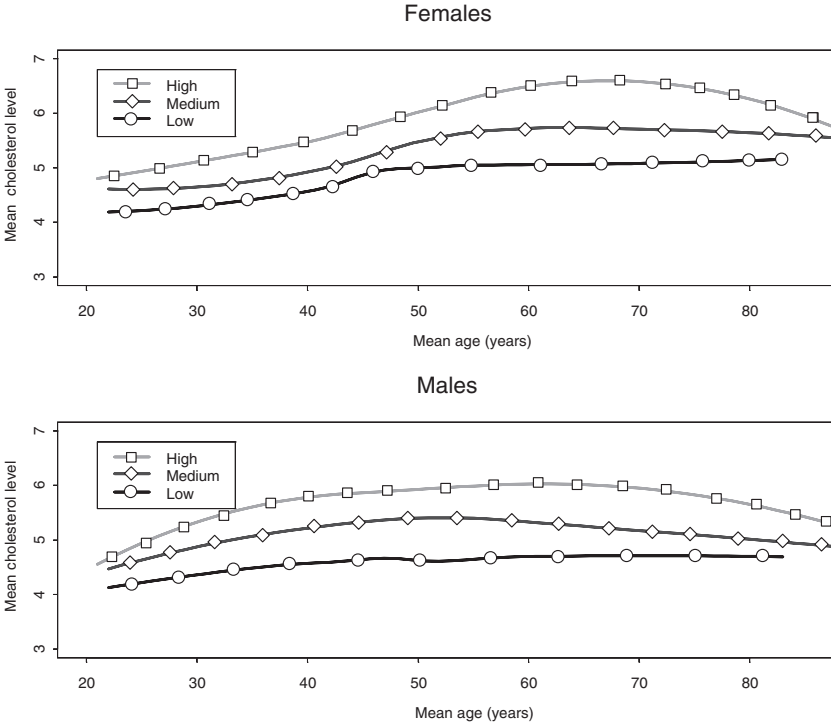 Females
Mean cholesterol level
7
6
5
4
3
High
Medium
Low
20 30 40 50 60 70 80
Mean age (years)
Males
Mean cholesterol level
7
6
5
4
3
High
Medium
Low
20 30 40 50 60 70 80
Mean age (years)